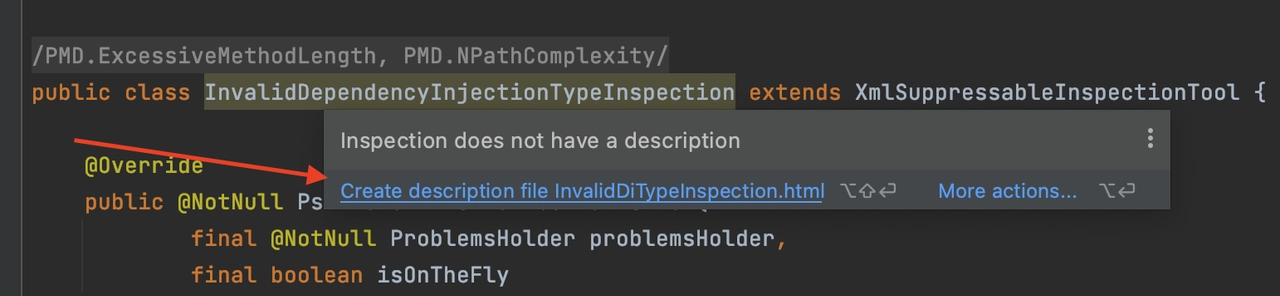 /PMD.ExcessiveMethodLength, PMD.NPathComplexity/
public class InvalidDependencyInjectionTypeInspection extends XmlSuppressableInspectionTool {
Inspection does not have a description
@Override
Create description file InvalidDiTypeInspection.html ⌥⇧⏎ More actions... ⌥⏎
public @NotNull Ps
final @NotNull ProblemsHolder problemsHolder,
final boolean isOnTheFly